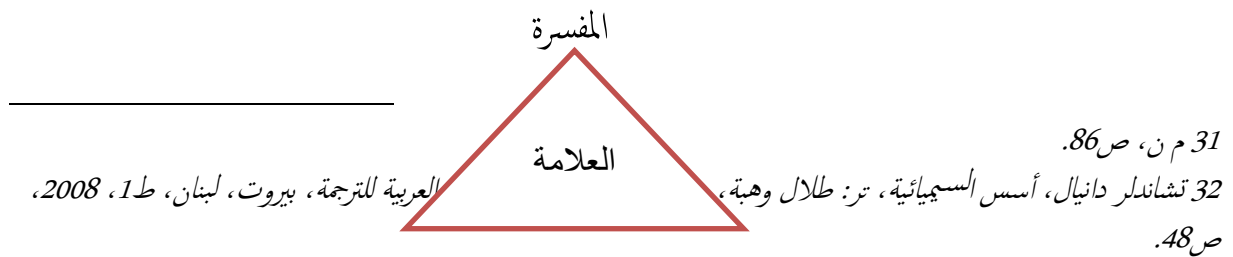 المفسرة
العلامة
31 م ن، ص86.
32 تشاندلر دانيال، أسس السيميائية، تر: طلال وهبة، العربية للترجمة، بيروت، لبنان، ط1، 2008،
ص48.